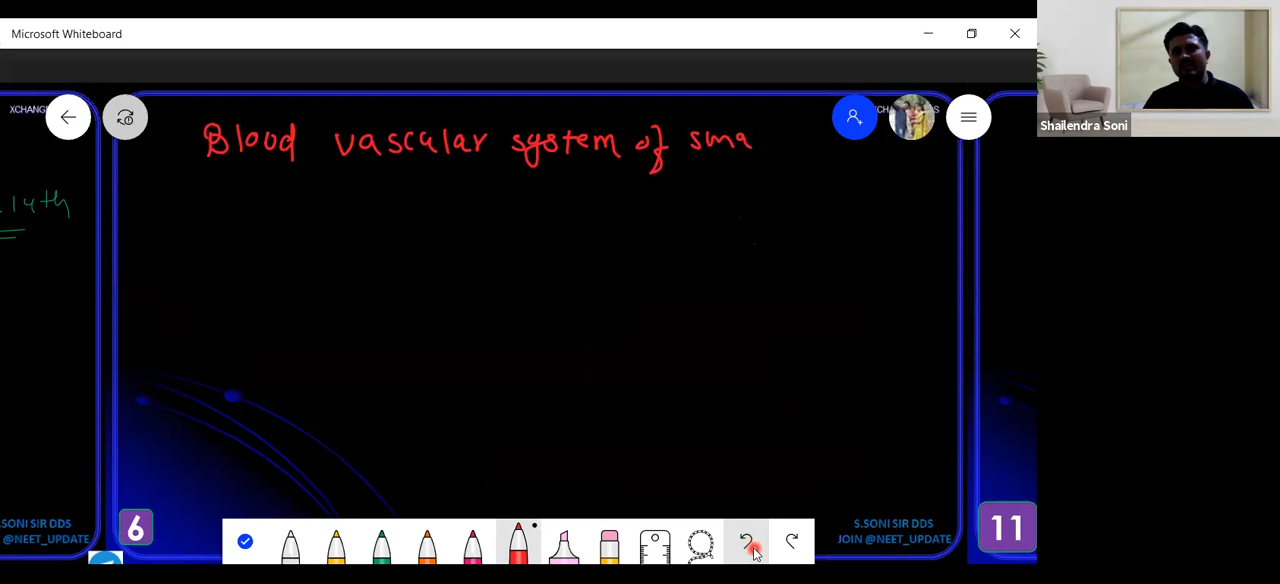 Microsoft Whiteboard
XCHANG
Blood vascular system of sma
.14th
Shailendra Soni
.SONI SIR DDS
@NEET_UPDATE
6
S.SONI SIR DDS
JOIN @NEET_UPDATE
11